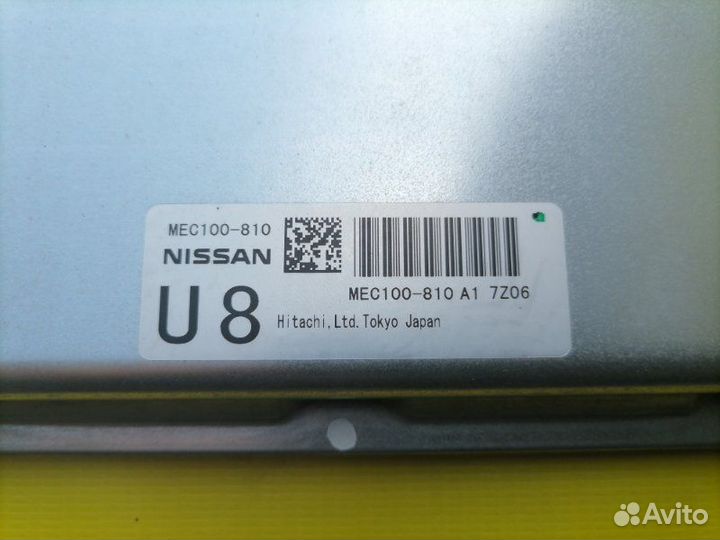 MEC100-810
NISSAN
MEC100-810 A1 7Z06
U8
Hitachi,Ltd.Tokyo Japan
Avito